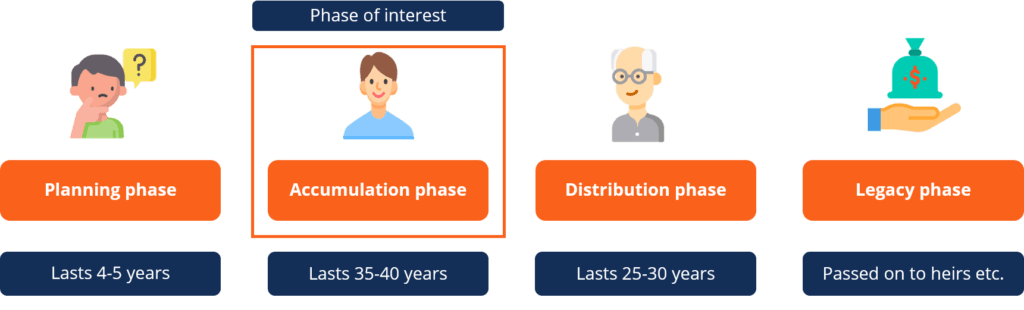 Phase of interest
?
$
Planning phase
Accumulation phase
Distribution phase
Legacy phase
Lasts 4-5 years
Lasts 35-40 years
Lasts 25-30 years
Passed on to heirs etc.